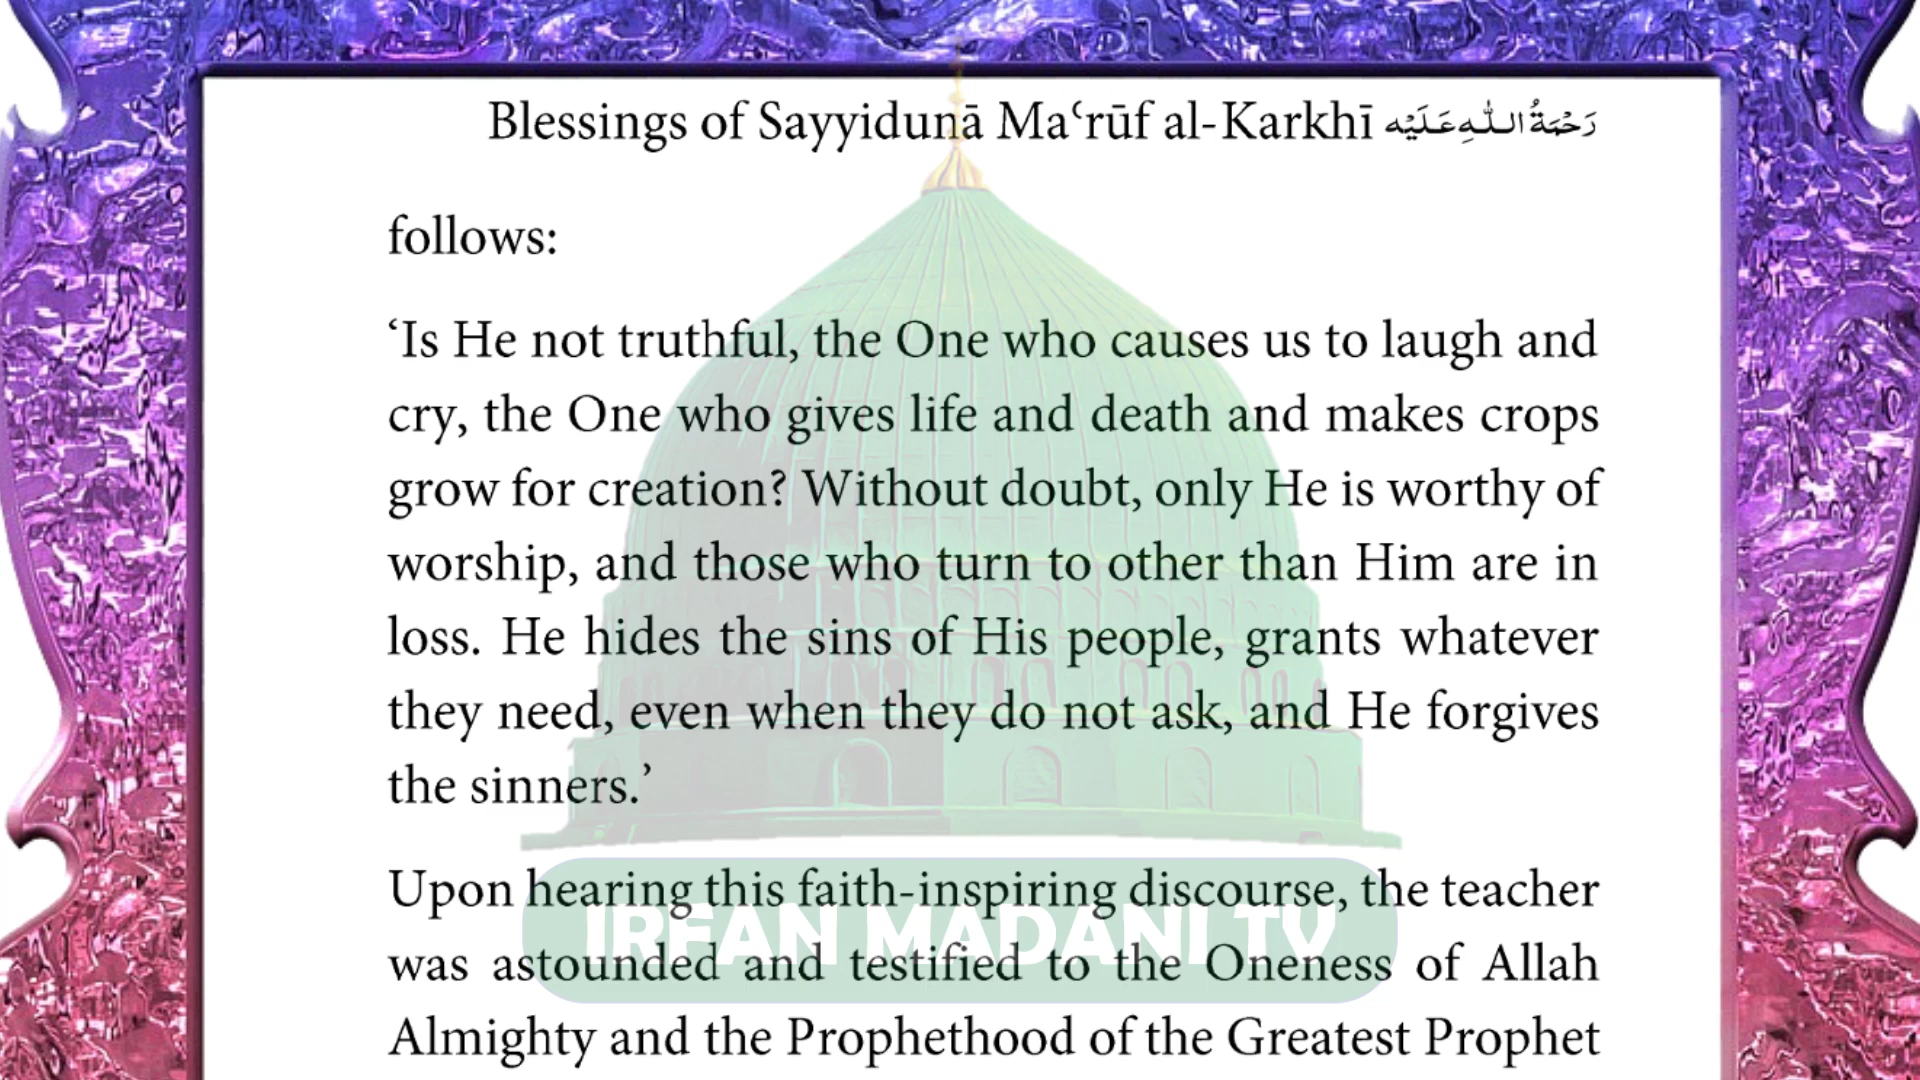 Blessings of Sayyidunā Maʿrūf al-Karkhī رَحْمَةُ اللّٰهِ عَلَيْه
follows:
‘Is He not truthful, the One who causes us to laugh and
cry, the One who gives life and death and makes crops
grow for creation? Without doubt, only He is worthy of
worship, and those who turn to other than Him are in
loss. He hides the sins of His people, grants whatever
they need, even when they do not ask, and He forgives
the sinners.’
Upon hearing this faith-inspiring discourse, the teacher
IRFAN MADANI TV
was astounded and testified to the Oneness of Allah
Almighty and the Prophethood of the Greatest Prophet